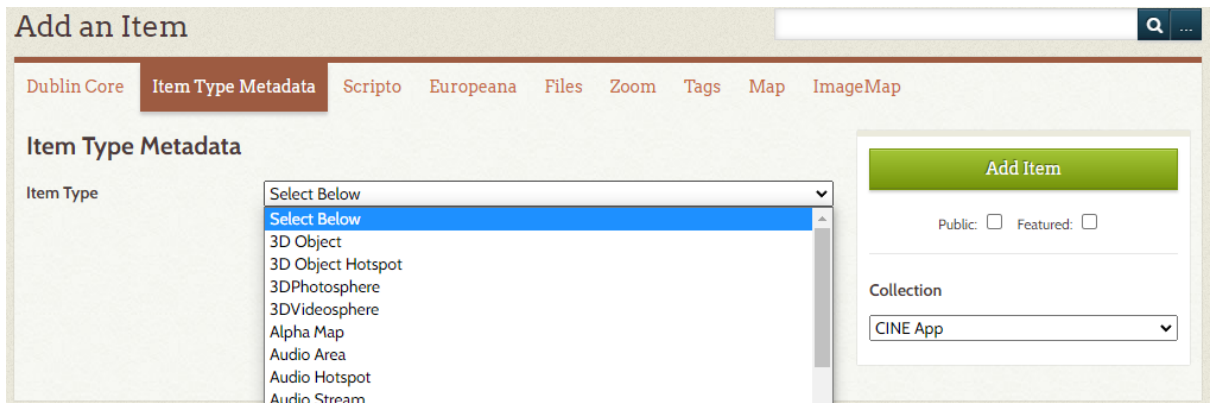 Add an Item
...
Dublin Core Item Type Metadata Scripto Europeana Files Zoom Tags Map ImageMap
Item Type Metadata
Item Type
Select Below
Select Below
3D Object
3D Object Hotspot
3DPhotosphere
3DVideosphere
Alpha Map
Audio Area
Audio Hotspot
Audio Stream
Add Item
Public: Featured:
Collection
CINE App